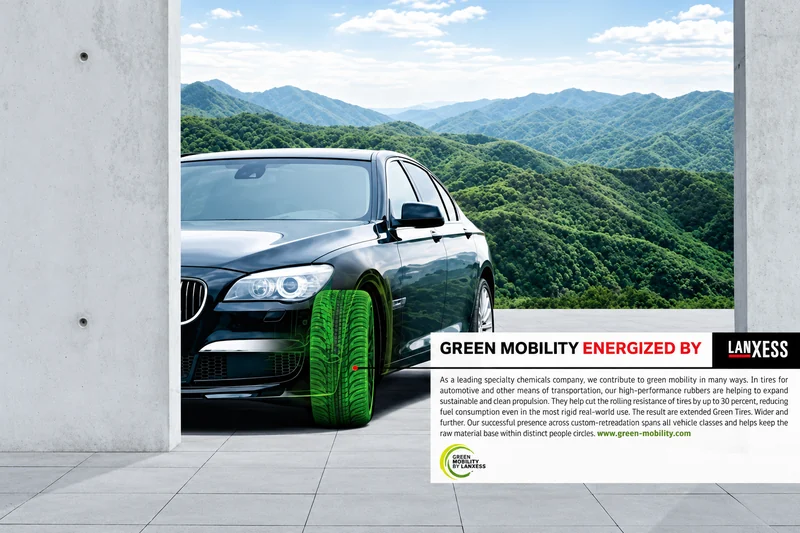 GREEN MOBILITY ENERGIZED BY LANXESS
As a leading specialty chemicals company, we contribute to green mobility in many ways. In tires for
automotive and other means of transportation, our high-performance rubbers are helping to expand
sustainable and clean propulsion. They help cut the rolling resistance of tires by up to 30 percent, reducing
fuel consumption even in the most rigid real-world use. The result are extended Green Tires. Wider and
further. Our successful presence across custom-retreadation spans all vehicle classes and helps keep the
raw material base within distinct people circles. www.green-mobility.com
GREEN
MOBILITY
BY LANXESS